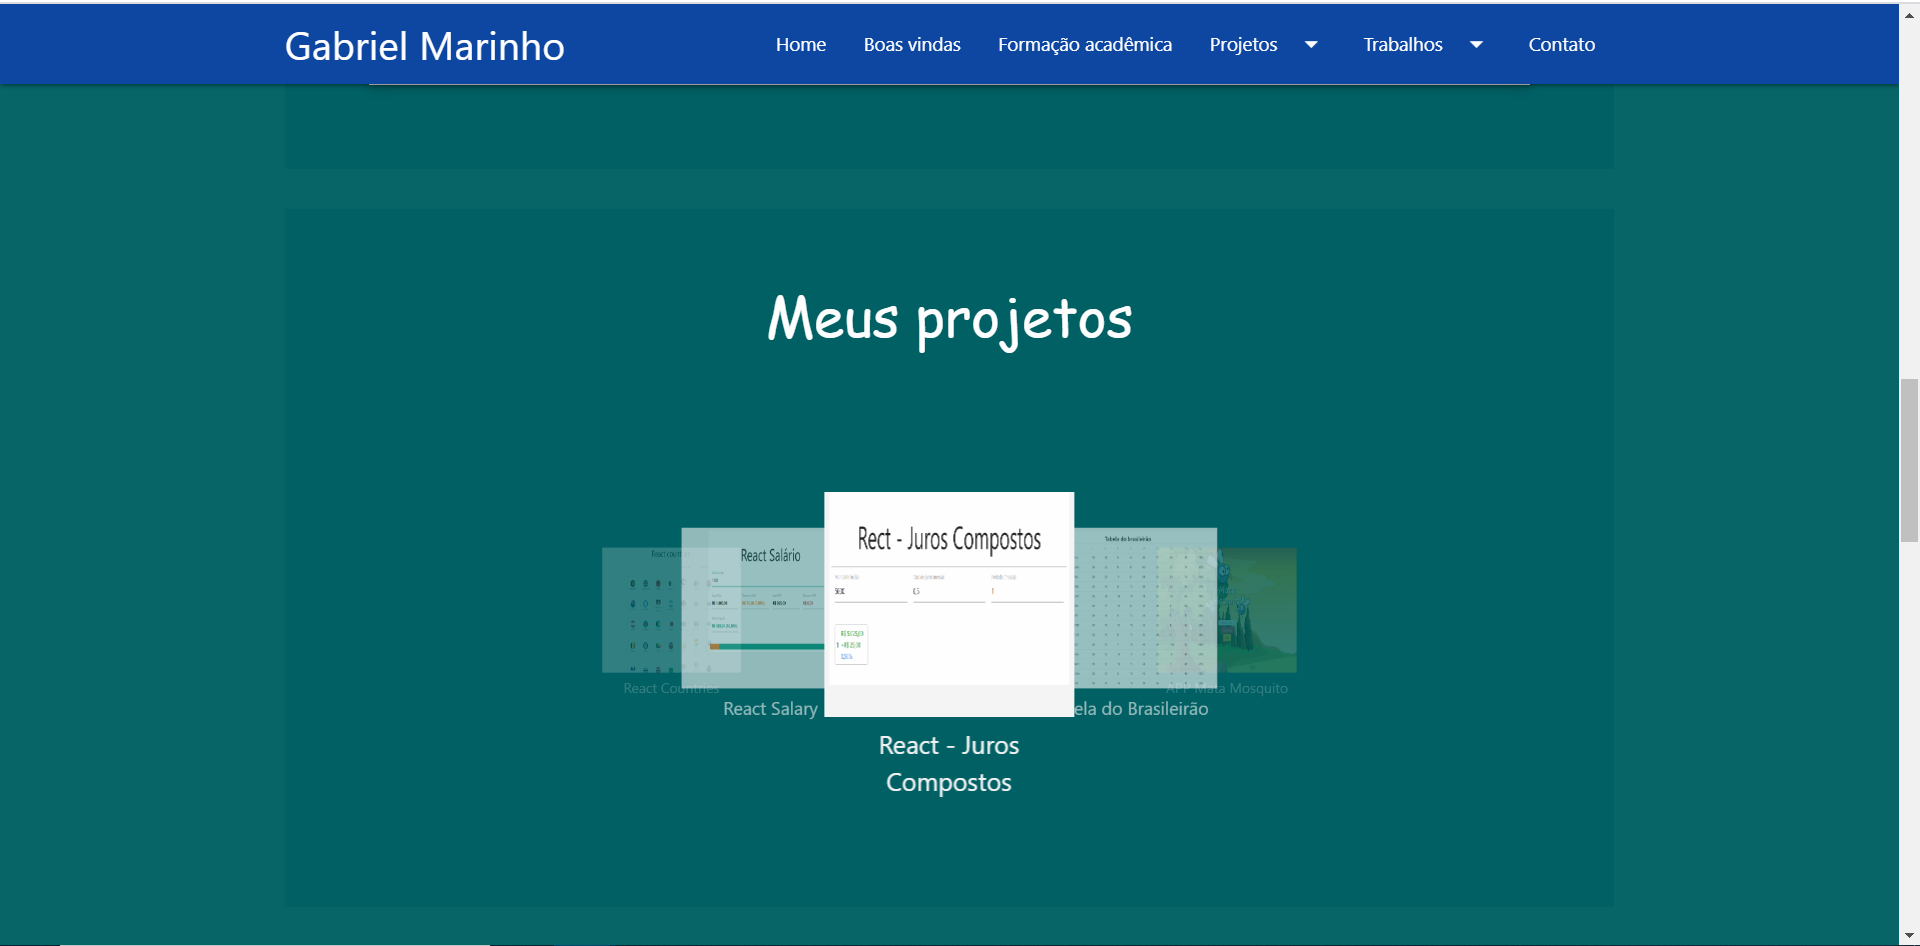 Gabriel Marinho
Home Boas vindas Formação acadêmica Projetos Trabalhos Contato
Meus projetos
React countries
React Salário
Rect - Juros Compostos
Tabela do brasileirão
React Countries
APP Mata Mosquito
React Salary
ela do Brasileirão
React - Juros
Compostos